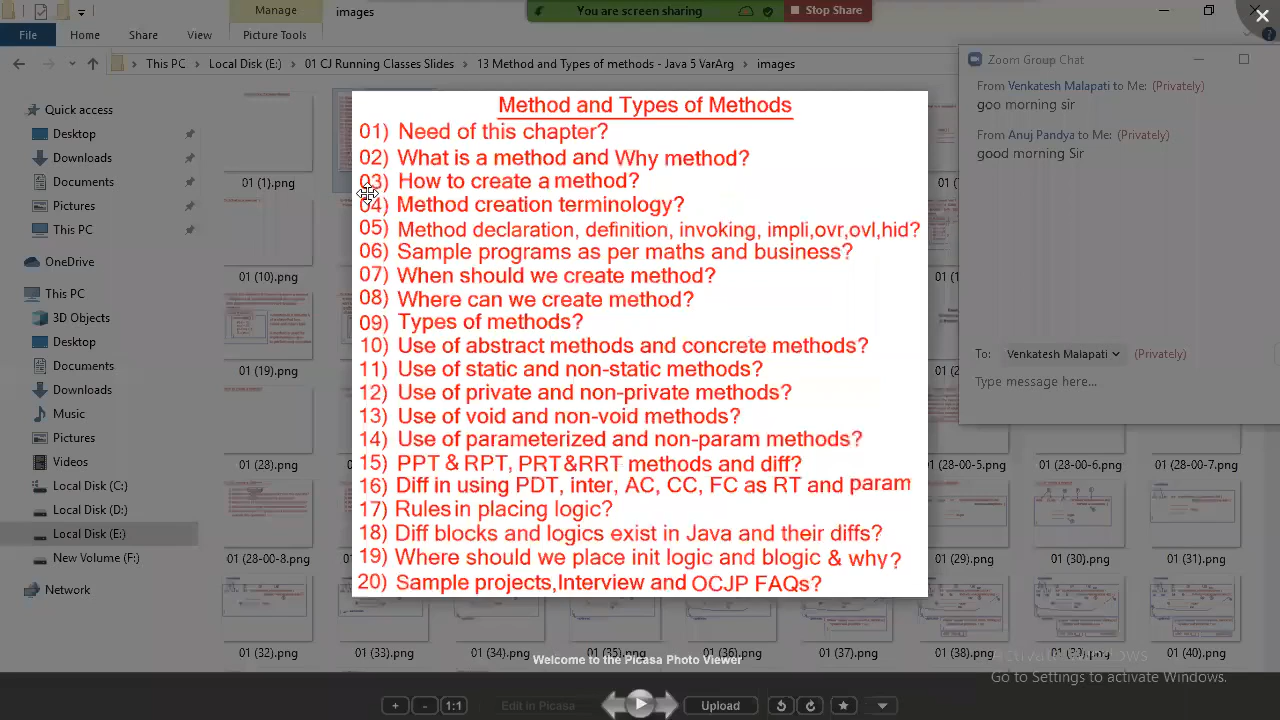 Manage
images
You are screen sharing
Stop Share
File
Home
Share
View
Picture Tools
This PC
Local Disk (E:)
01 CJ Running Classes Slides
13 Method and Types of methods - Java 5 VarArg
images
Zoom Group Chat
From Venkatesh Malapati to Me: (Privately)
goo morning sir
From Anuj Pandya to Me: (Privately)
good morning Sir
To: Venkatesh Malapati (Privately)
Type message here...
Quick access
Desktop
Downloads
Documents
Pictures
This PC
OneDrive
This PC
3D Objects
Desktop
Documents
Downloads
Music
Pictures
Videos
Local Disk (C:)
Local Disk (D:)
Local Disk (E:)
New Volume (F:)
Network
Method and Types of Methods
01) Need of this chapter?
02) What is a method and Why method?
03) How to create a method?
04) Method creation terminology?
05) Method declaration, definition, invoking, impli,ovr,ovl,hid?
06) Sample programs as per maths and business?
07) When should we create method?
08) Where can we create method?
09) Types of methods?
10) Use of abstract methods and concrete methods?
11) Use of static and non-static methods?
12) Use of private and non-private methods?
13) Use of void and non-void methods?
14) Use of parameterized and non-param methods?
15) PPT & RPT, PRT&RRT methods and diff?
16) Diff in using PDT, inter, AC, CC, FC as RT and param
17) Rules in placing logic?
18) Diff blocks and logics exist in Java and their diffs?
19) Where should we place init logic and blogic & why?
20) Sample projects,Interview and OCJP FAQs?
01 (1).png
01 (10).png
01 (19).png
01 (28).png
(28-00-5.png
01 (28-00-6.png
01 (28-00-7.png
01 (28-00-8.png
01 (29).png
01 (30).png
01 (31).png
01 (32).png
01 (33).png
01 (34).png
01 (35).png
01 (36).png
01 (37).png
01 (38).png
01 (39).png
01 (40).png
Welcome to the Picasa Photo Viewer
Activate Windows
Go to Settings to activate Windows.
1:1
Edit in Picasa
Upload